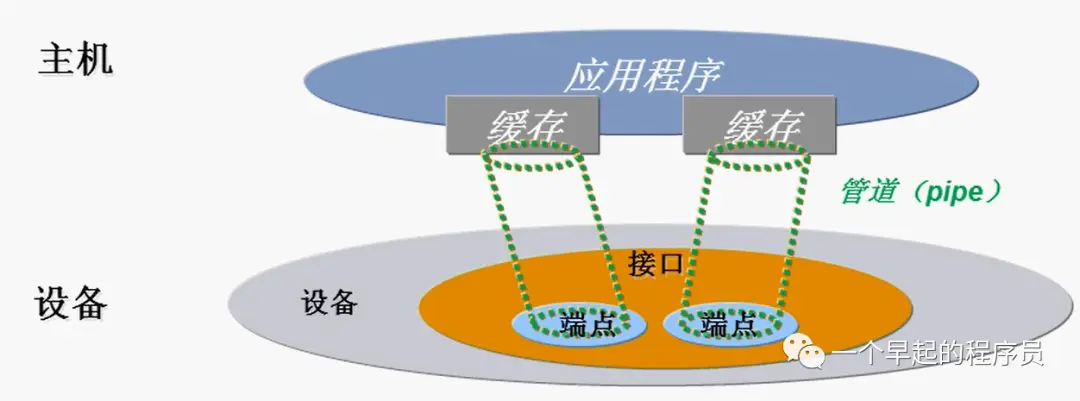 主机
应用程序
缓存
缓存
管道（pipe）
接口
设备
设备
端点
端点
一个早起的程序员